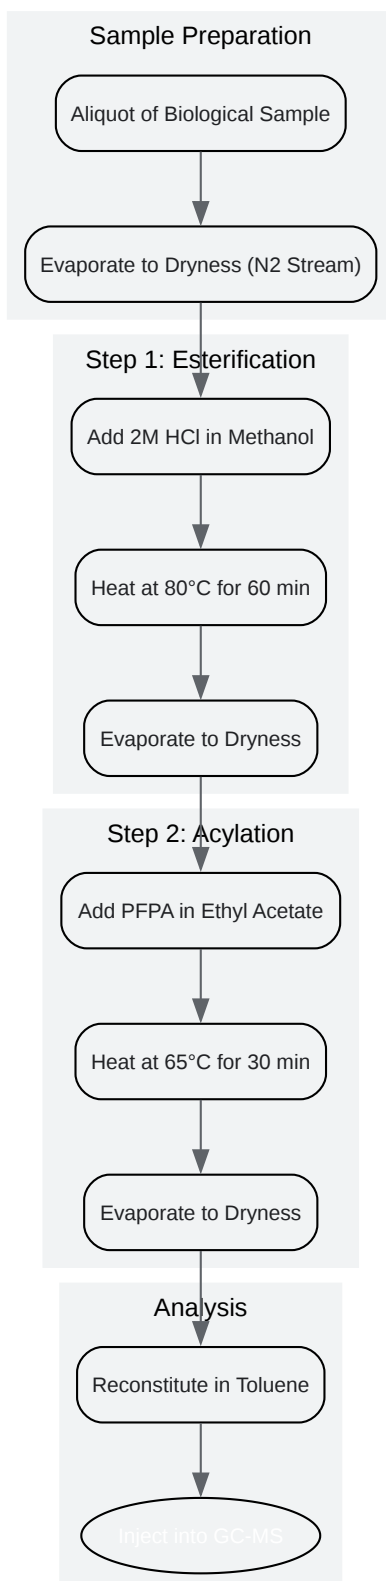 Sample Preparation
Aliquot of Biological Sample
Evaporate to Dryness (N2 Stream)
Step 1: Esterification
Add 2M HCl in Methanol
Heat at 80°C for 60 min
Evaporate to Dryness
Step 2: Acylation
Add PFPA in Ethyl Acetate
Heat at 65°C for 30 min
Evaporate to Dryness
Analysis
Reconstitute in Toluene
Inject into GC-MS